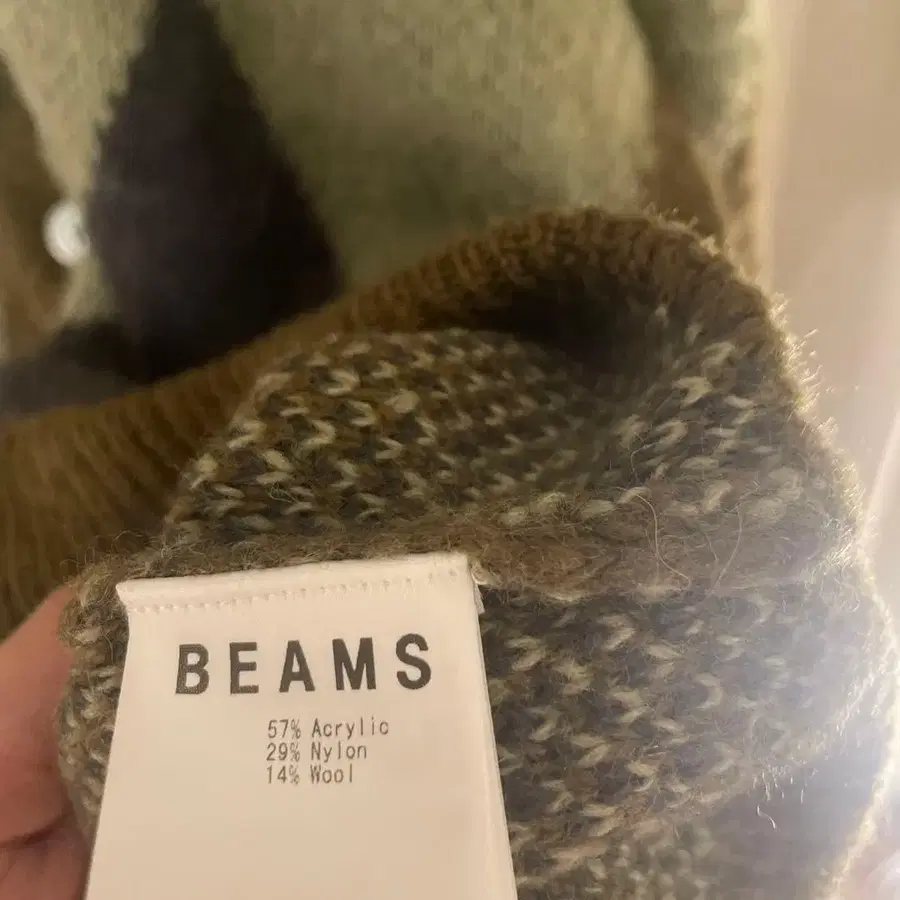 BEAMS
57% Acrylic
29% Nylon
14% Wool